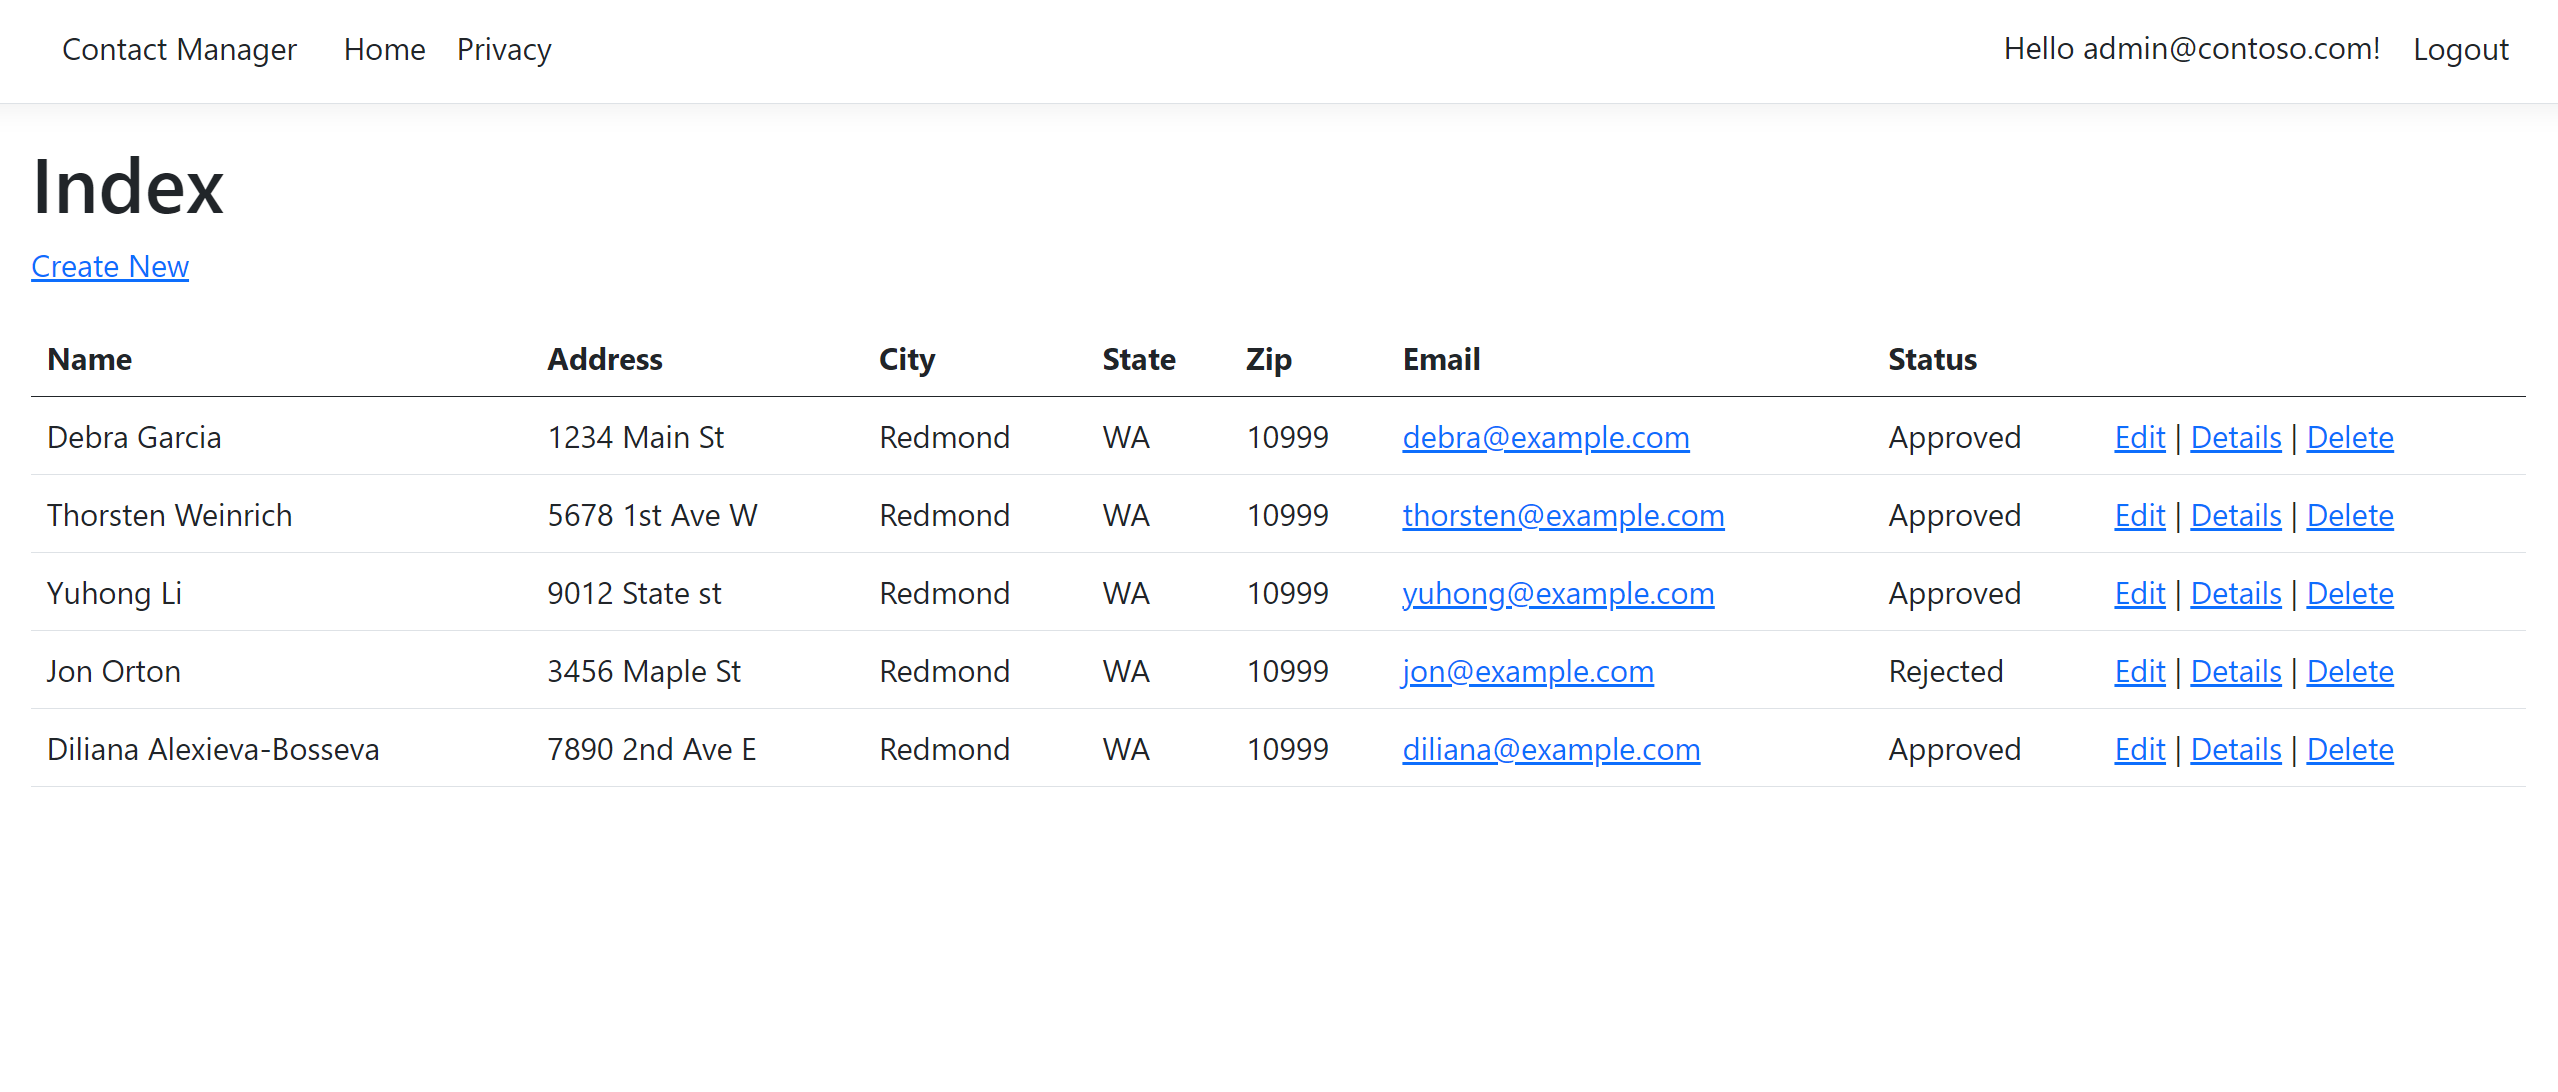 Contact Manager Home Privacy Hello admin@contoso.com! Logout
Index
Create New
Name Address City State Zip Email Status
Debra Garcia 1234 Main St Redmond WA 10999 debra@example.com Approved Edit | Details | Delete
Thorsten Weinrich 5678 1st Ave W Redmond WA 10999 thorsten@example.com Approved Edit | Details | Delete
Yuhong Li 9012 State st Redmond WA 10999 yuhong@example.com Approved Edit | Details | Delete
Jon Orton 3456 Maple St Redmond WA 10999 jon@example.com Rejected Edit | Details | Delete
Diliana Alexieva-Bosseva 7890 2nd Ave E Redmond WA 10999 diliana@example.com Approved Edit | Details | Delete